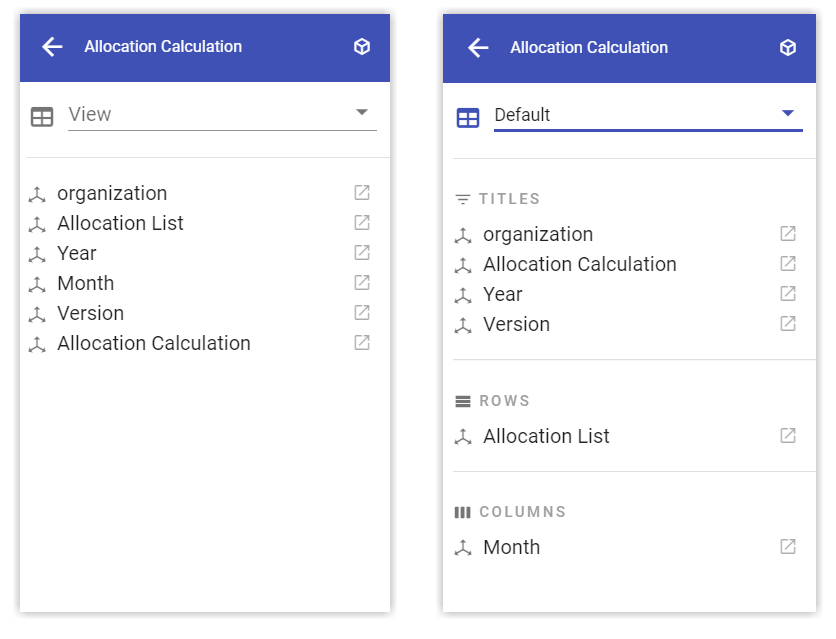 Allocation Calculation
View
organization
Allocation List
Year
Month
Version
Allocation Calculation
Allocation Calculation
Default
TITLES
organization
Allocation Calculation
Year
Version
ROWS
Allocation List
COLUMNS
Month